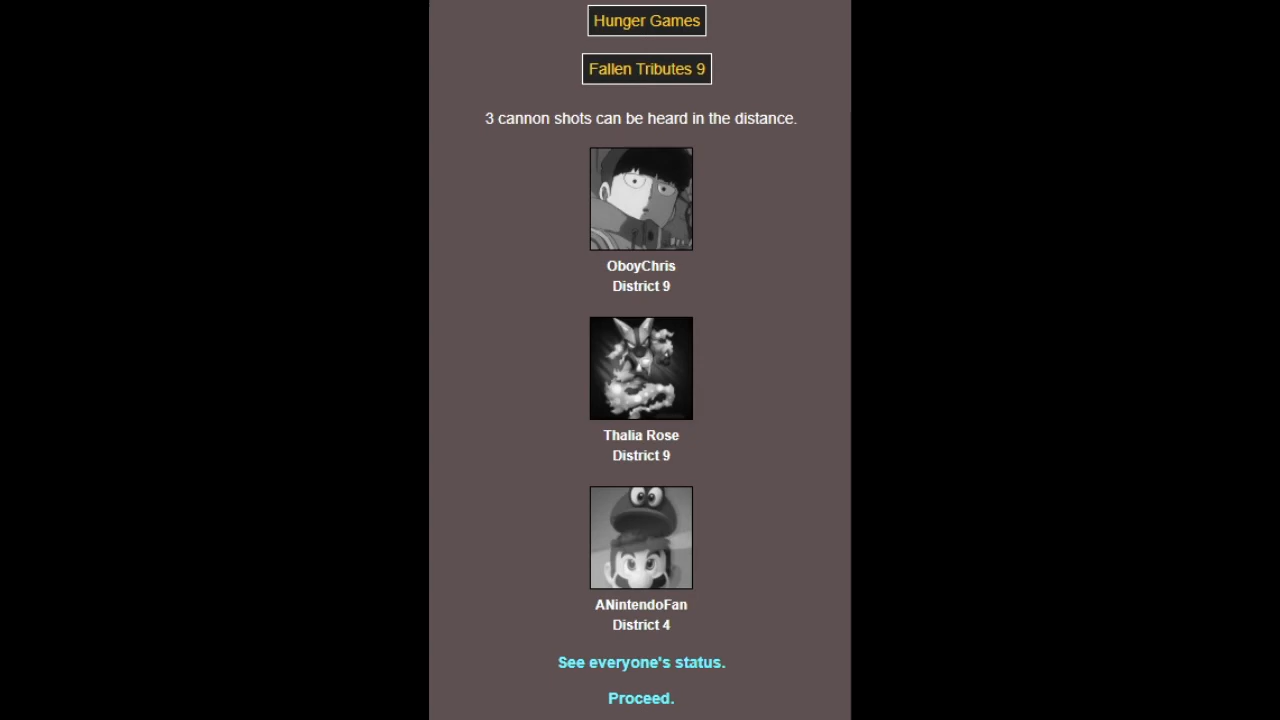 Hunger Games
Fallen Tributes 9
3 cannon shots can be heard in the distance.
OboyChris
District 9
Thalia Rose
District 9
ANintendoFan
District 4
See everyone's status.
Proceed.